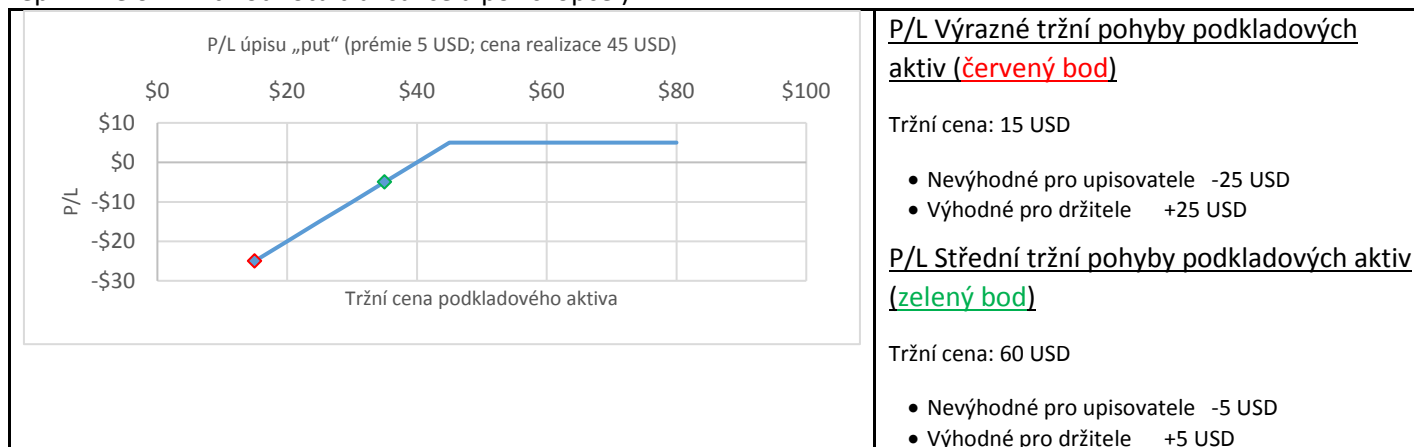 P/L úpisu „put“ (prémie 5 USD; cena realizace 45 USD)
$0 $20 $40 $60 $80 $100
$10
$0
-$10
-$20
-$30
P/L
Tržní cena podkladového aktiva
P/L Výrazné tržní pohyby podkladových
aktiv (červený bod)
Tržní cena: 15 USD
• Nevýhodné pro upisovatele -25 USD
• Výhodné pro držitele +25 USD
P/L Střední tržní pohyby podkladových aktiv
(zelený bod)
Tržní cena: 60 USD
• Nevýhodné pro upisovatele -5 USD
• Výhodné pro držitele +5 USD